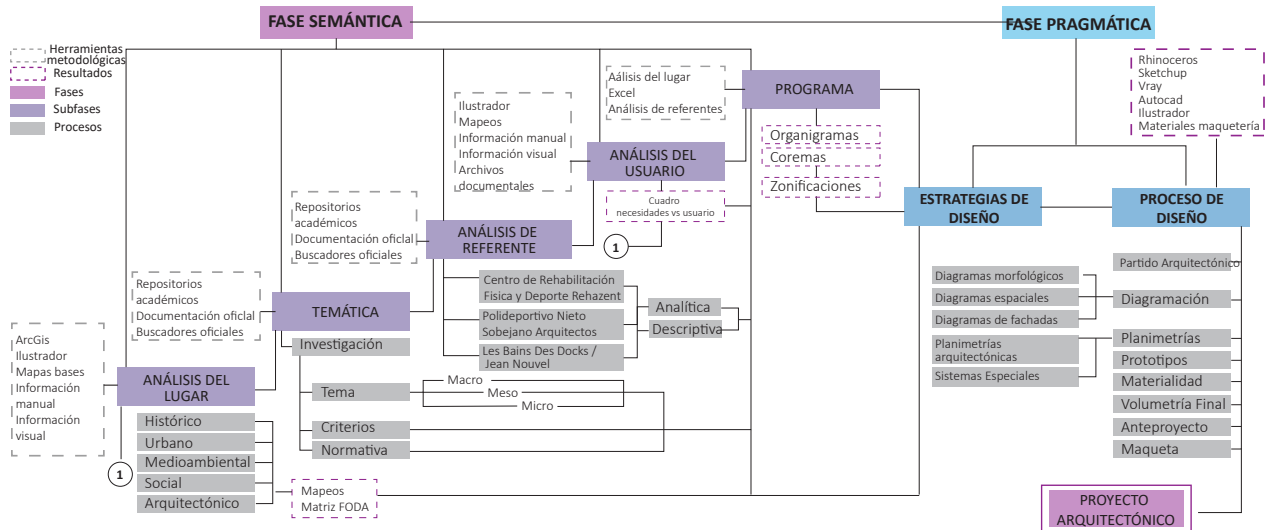 FASE SEMÁNTICA
FASE PRAGMÁTICA
Herramientas
metodológicas
Resultados
Fases
Subfases
Procesos
ArcGis
Ilustrador
Mapas bases
Información
manual
Información
visual
ANÁLISIS DEL
LUGAR
1
Histórico
Urbano
Medioambiental
Social
Arquitectónico
Mapeos
Matriz FODA
Repositorios
académicos
Documentación oficlal
Buscadores oficiales
TEMÁTICA
Investigación
Tema
Macro
Meso
Micro
Criterios
Normativa
Repositorios
académicos
Documentación oficlal
Buscadores oficiales
ANÁLISIS DE
REFERENTE
Centro de Rehabilitación
Fisica y Deporte Rehazent
Polideportivo Nieto
Sobejano Arquitectos
Les Bains Des Docks /
Jean Nouvel
Analítica
Descriptiva
Ilustrador
Mapeos
Información manual
Información visual
Archivos
documentales
ANÁLISIS DEL
USUARIO
Cuadro
necesidades vs usuario
1
Aálisis del lugar
Excel
Análisis de referentes
PROGRAMA
Organigramas
Coremas
Zonificaciones
Rhinoceros
Sketchup
Vray
Autocad
Ilustrador
Materiales maquetería
ESTRATEGIAS DE
DISEÑO
PROCESO DE
DISEÑO
Partido Arquitectónico
Diagramas morfológicos
Diagramas espaciales
Diagramas de fachadas
Diagramación
Planimetrías
arquitectónicas
Sistemas Especiales
Planimetrías
Prototipos
Materialidad
Volumetría Final
Anteproyecto
Maqueta
PROYECTO
ARQUITECTÓNICO